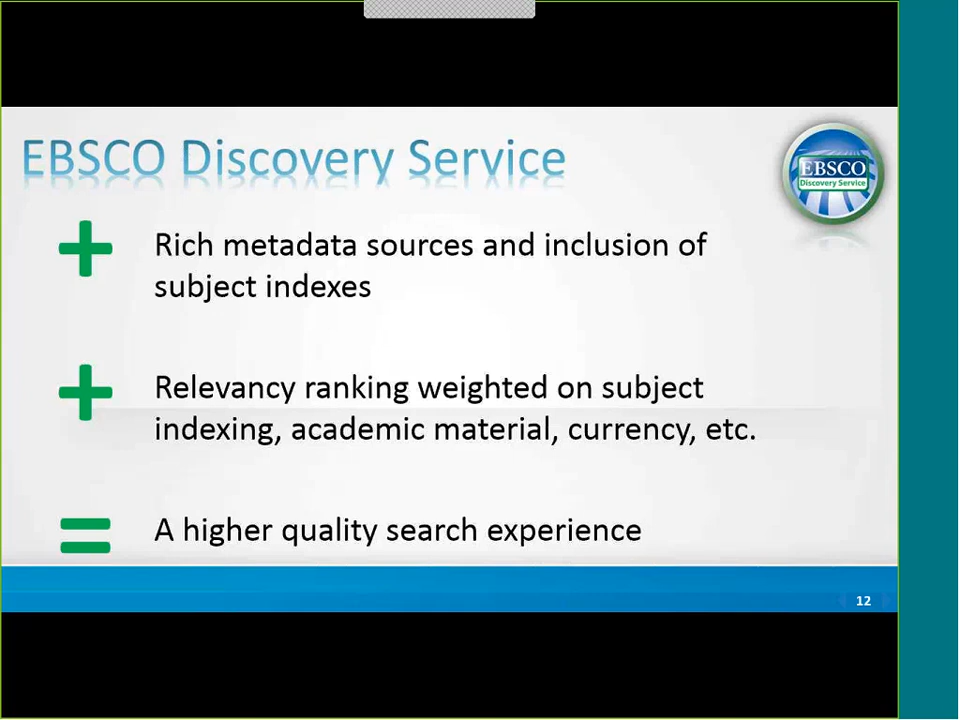 EBSCO Discovery Service
EBSCO
Discovery Service
+ Rich metadata sources and inclusion of
subject indexes
+ Relevancy ranking weighted on subject
indexing, academic material, currency, etc.
= A higher quality search experience
12